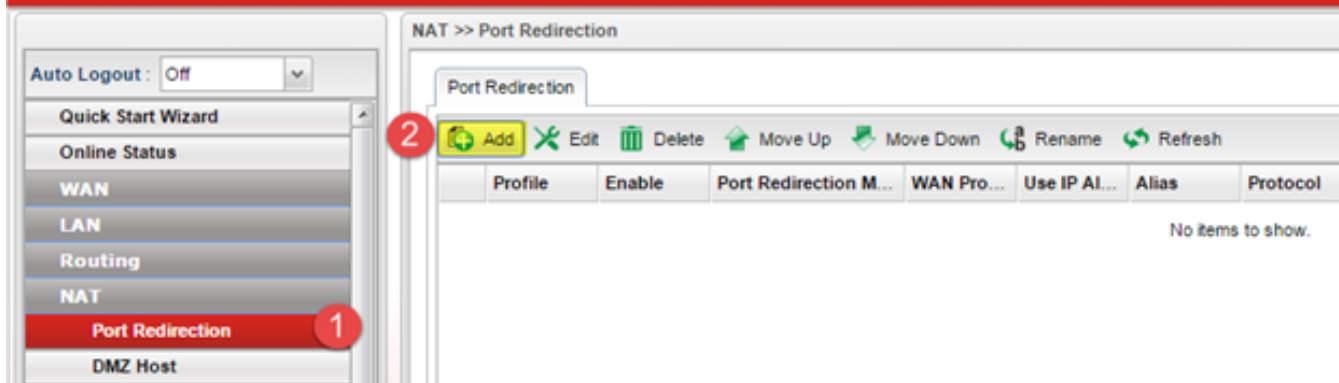 NAT >> Port Redirection
Auto Logout : Off
Port Redirection
Quick Start Wizard
2 Add Edit Delete Move Up Move Down Rename Refresh
Online Status
Profile Enable Port Redirection M... WAN Pro... Use IP Al... Alias Protocol
WAN
LAN
No items to show.
Routing
NAT
Port Redirection 1
DMZ Host